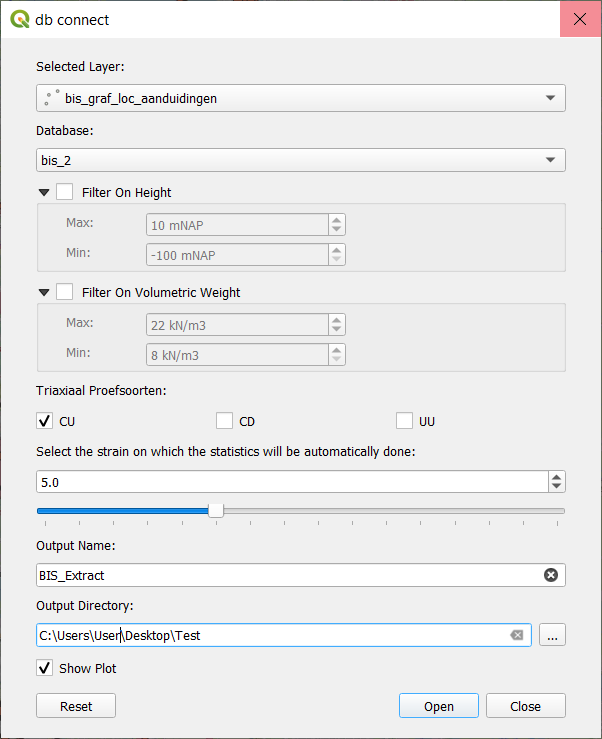 db connect
Selected Layer:
bis_graf_loc_aanduidingen
Database:
bis_2
Filter On Height
Max: 10 mNAP
Min: -100 mNAP
Filter On Volumetric Weight
Max: 22 kN/m3
Min: 8 kN/m3
Triaxiaal Proefsoorten:
CU CD UU
Select the strain on which the statistics will be automatically done:
5.0
Output Name:
BIS_Extract
Output Directory:
C:\Users\User\Desktop\Test ...
Show Plot
Reset Open Close